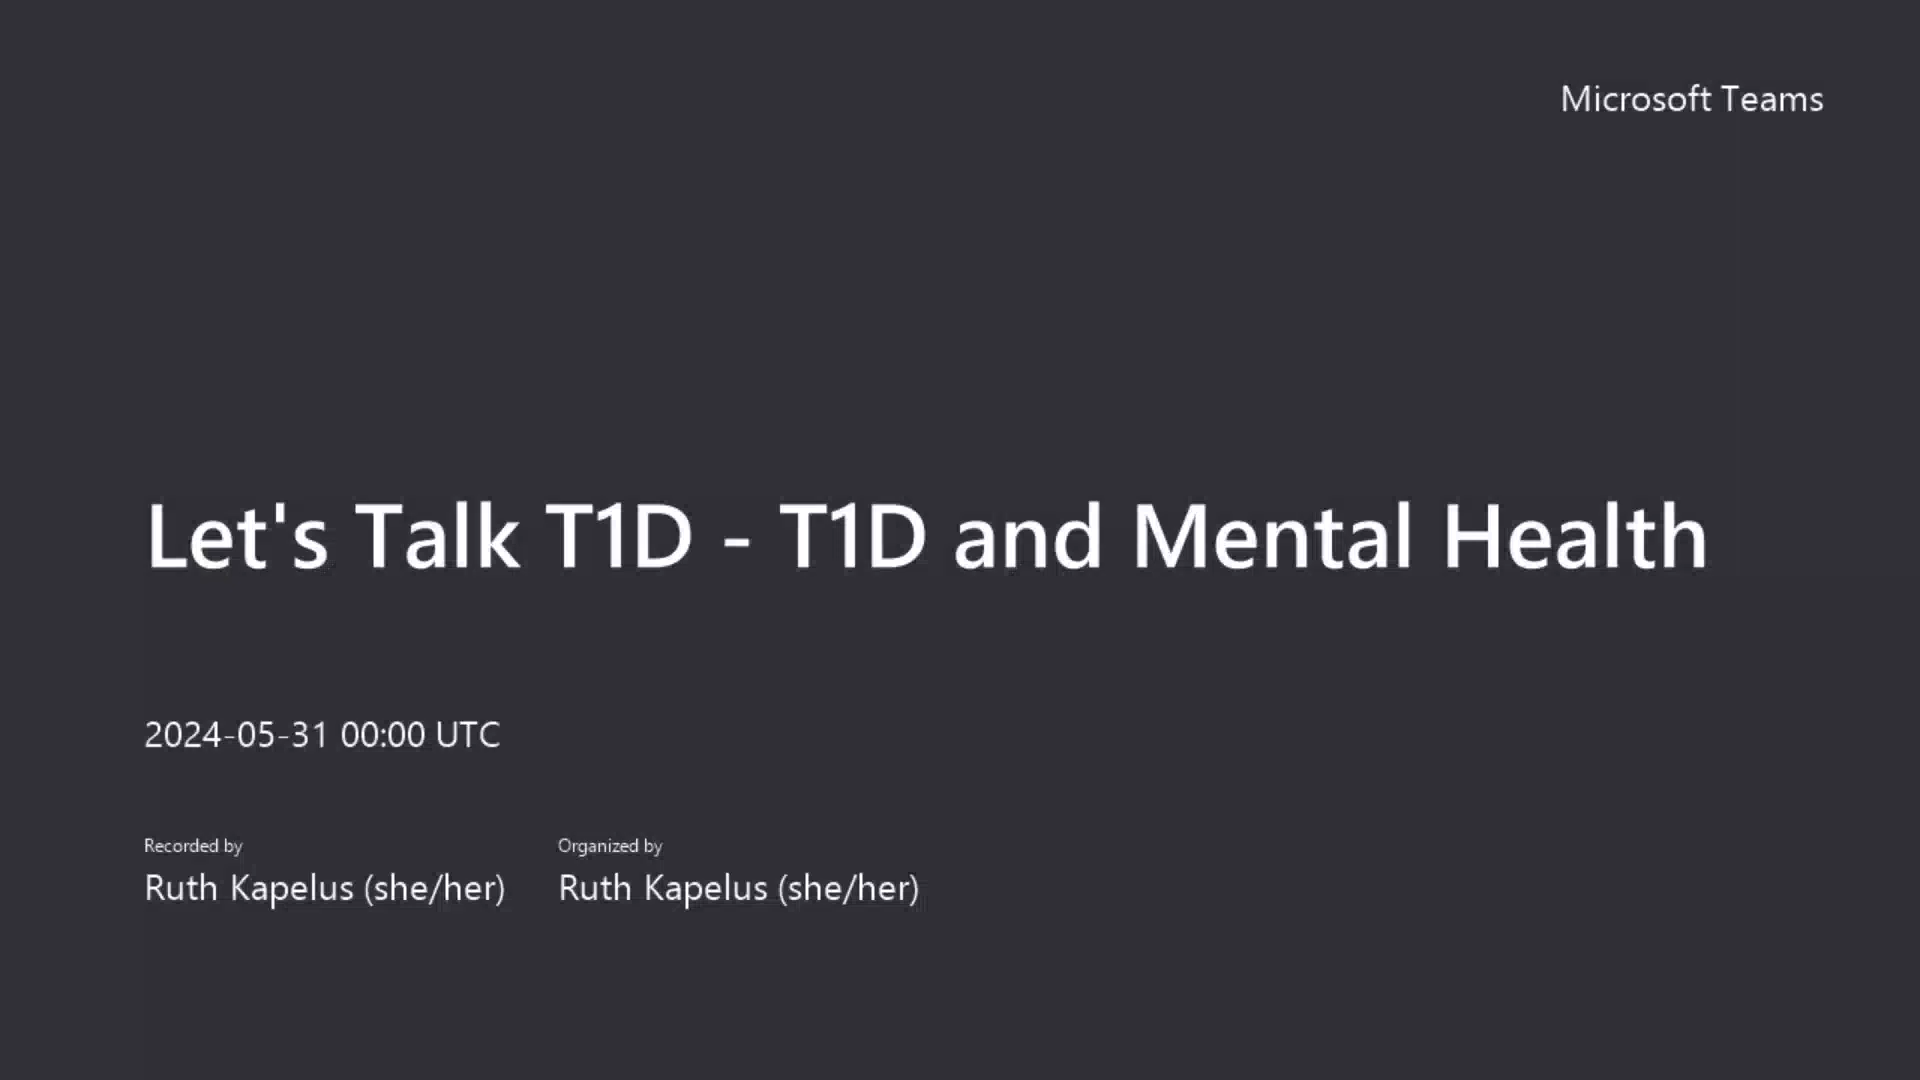 Microsoft Teams
Let's Talk T1D - T1D and Mental Health
2024-05-31 00:00 UTC
Recorded by
Ruth Kapelus (she/her)
Organized by
Ruth Kapelus (she/her)